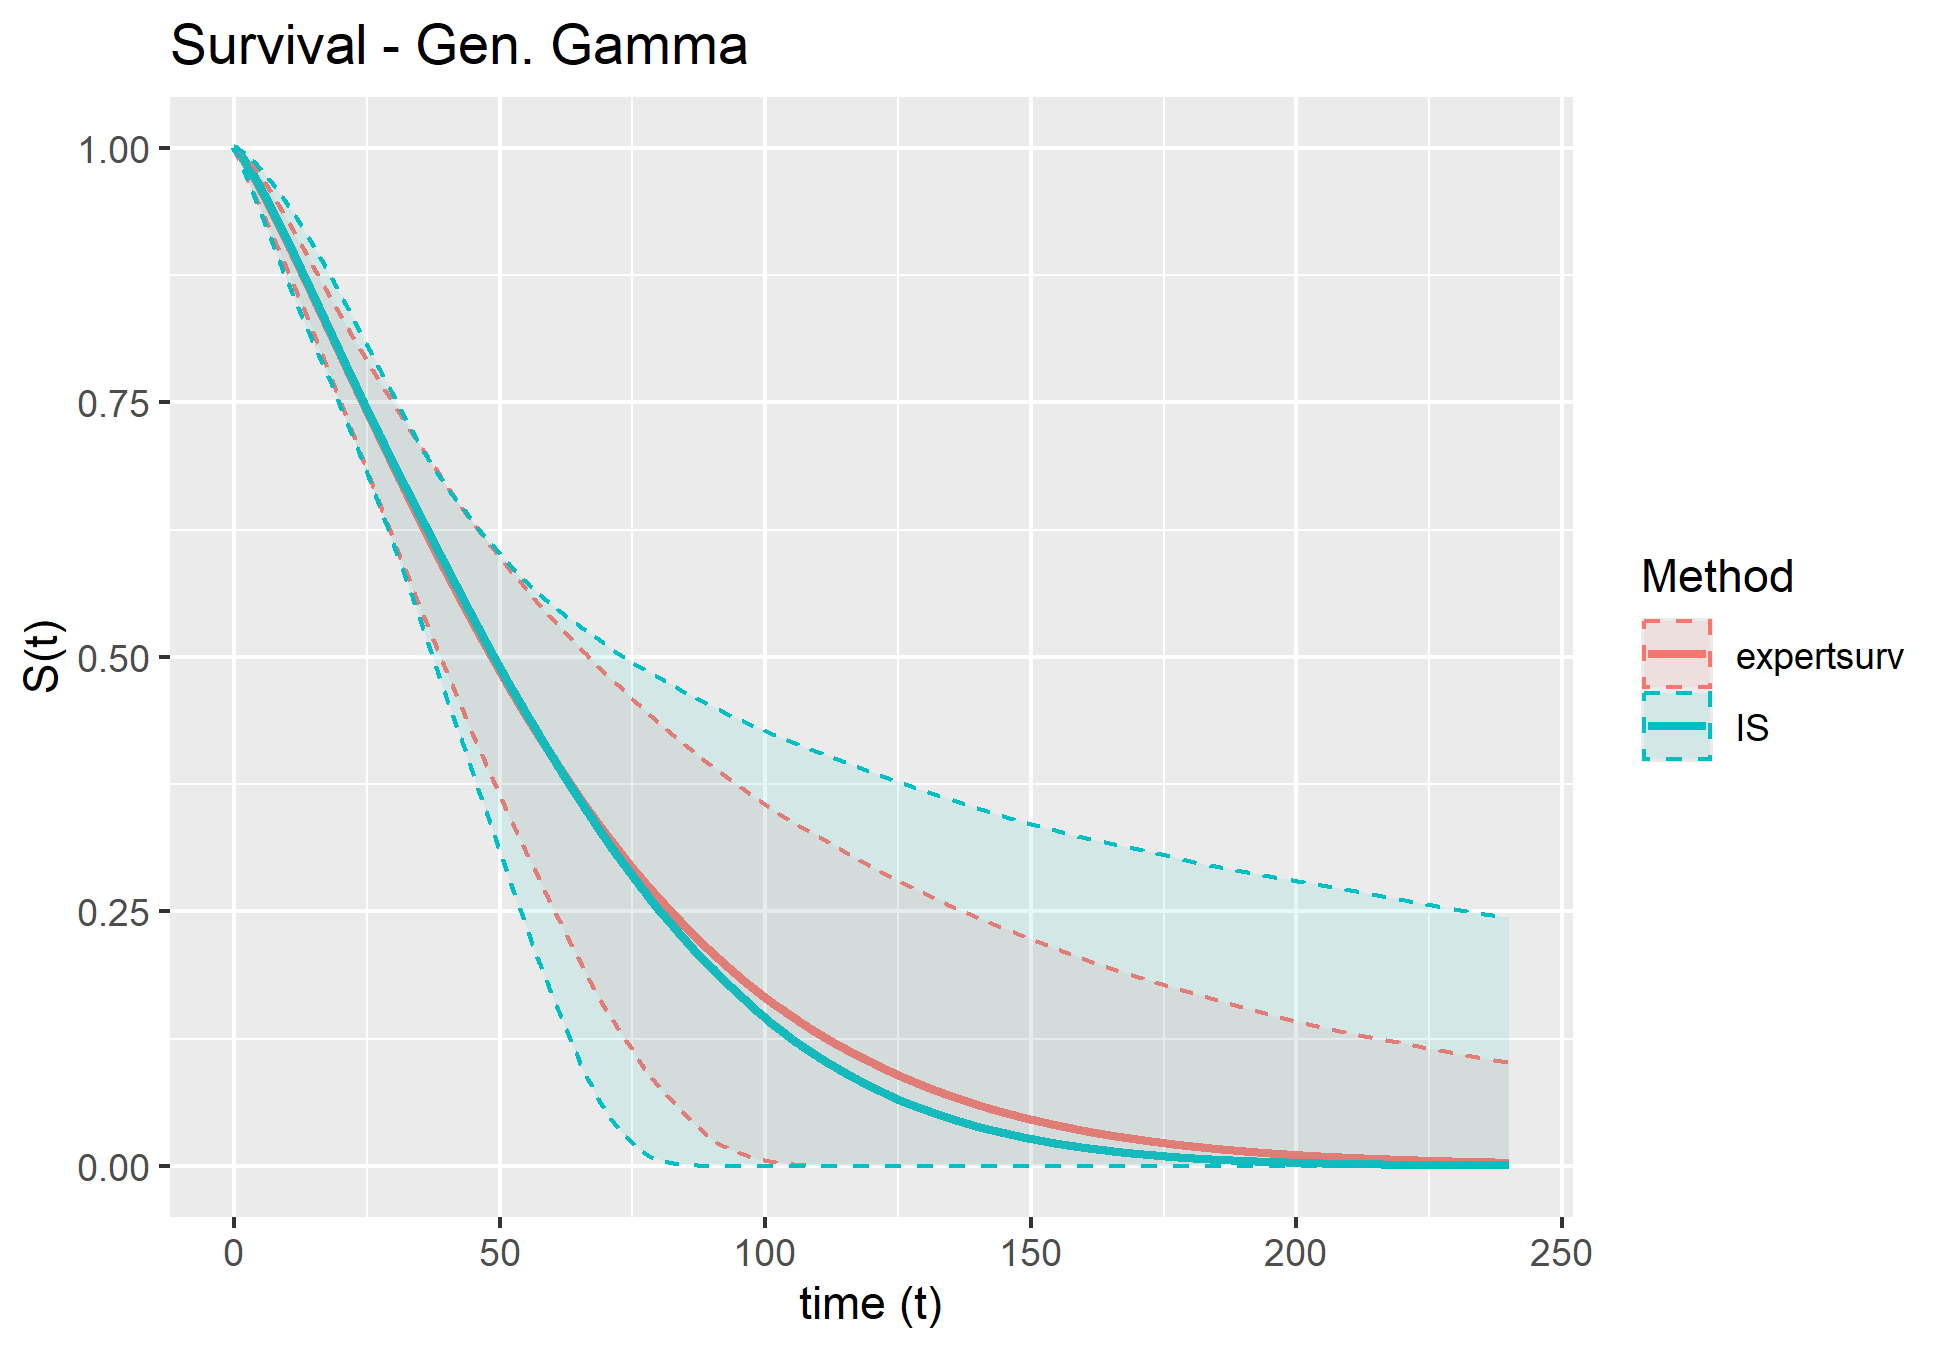 Survival - Gen. Gamma
1.00
0.75
0.50
0.25
0.00
S(t)
0 50 100 150 200 250
time (t)
Method
expertsurv
IS